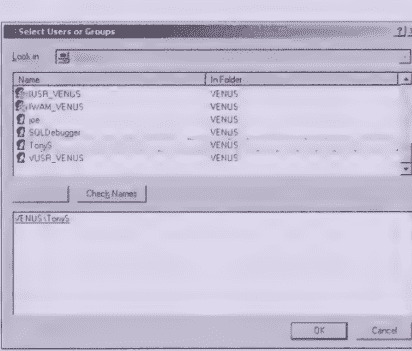 Select Users or Groups
Look in
Name In Folder
IUSR_VENUS VENUS
IWAM_VENUS VENUS
joe VENUS
SQLDebugger VENUS
TonyS VENUS
VUSR_VENUS VENUS
Check Names
VENUS\TonyS
OK Cancel